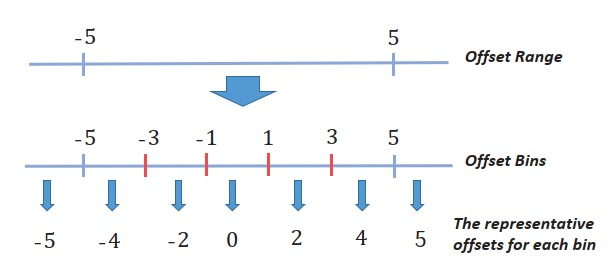 -5 5
Offset Range
-5 -3 -1 1 3 5
Offset Bins
-5 -4 -2 0 2 4 5
The representative
offsets for each bin